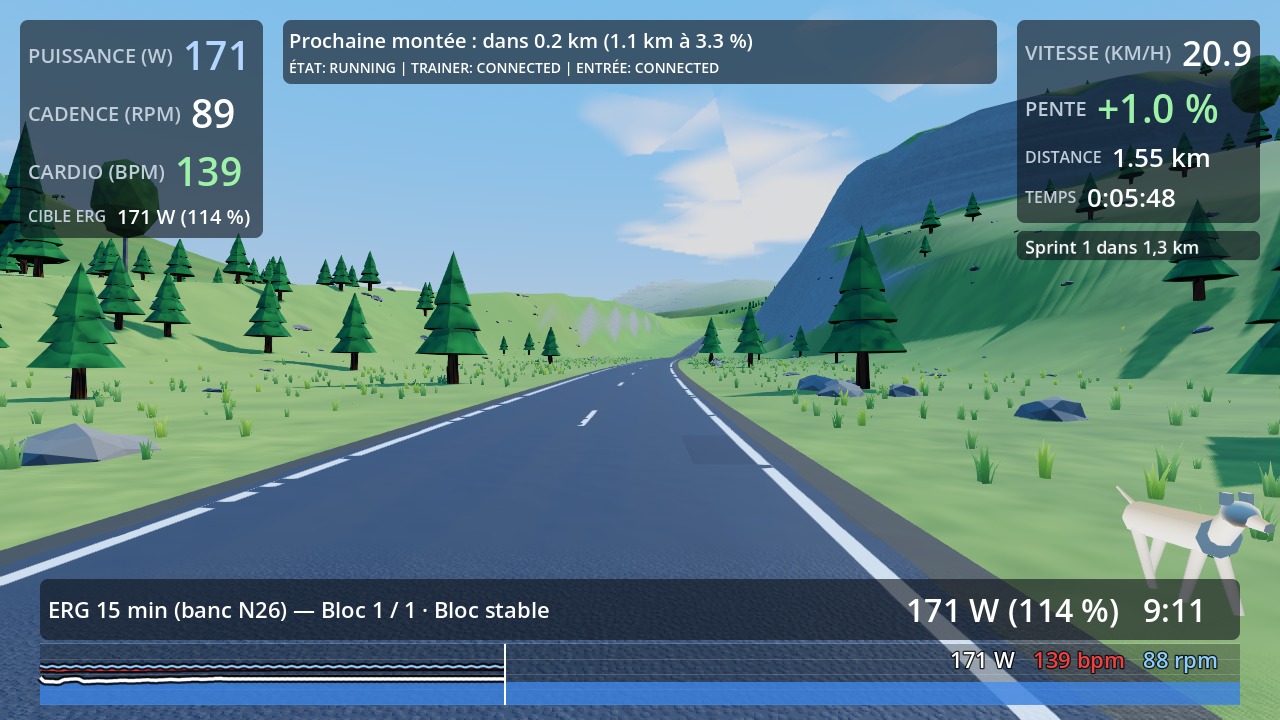 PUISSANCE (W) 171
CADENCE (RPM) 89
CARDIO (BPM) 139
CIBLE ERG 171 W (114 %)
Prochaine montée : dans 0.2 km (1.1 km à 3.3 %)
ÉTAT: RUNNING | TRAINER: CONNECTED | ENTRÉE: CONNECTED
VITESSE (KM/H) 20.9
PENTE +1.0 %
DISTANCE 1.55 km
TEMPS 0:05:48
Sprint 1 dans 1,3 km
ERG 15 min (banc N26) — Bloc 1 / 1 · Bloc stable
171 W (114 %) 9:11
171 W 139 bpm 88 rpm